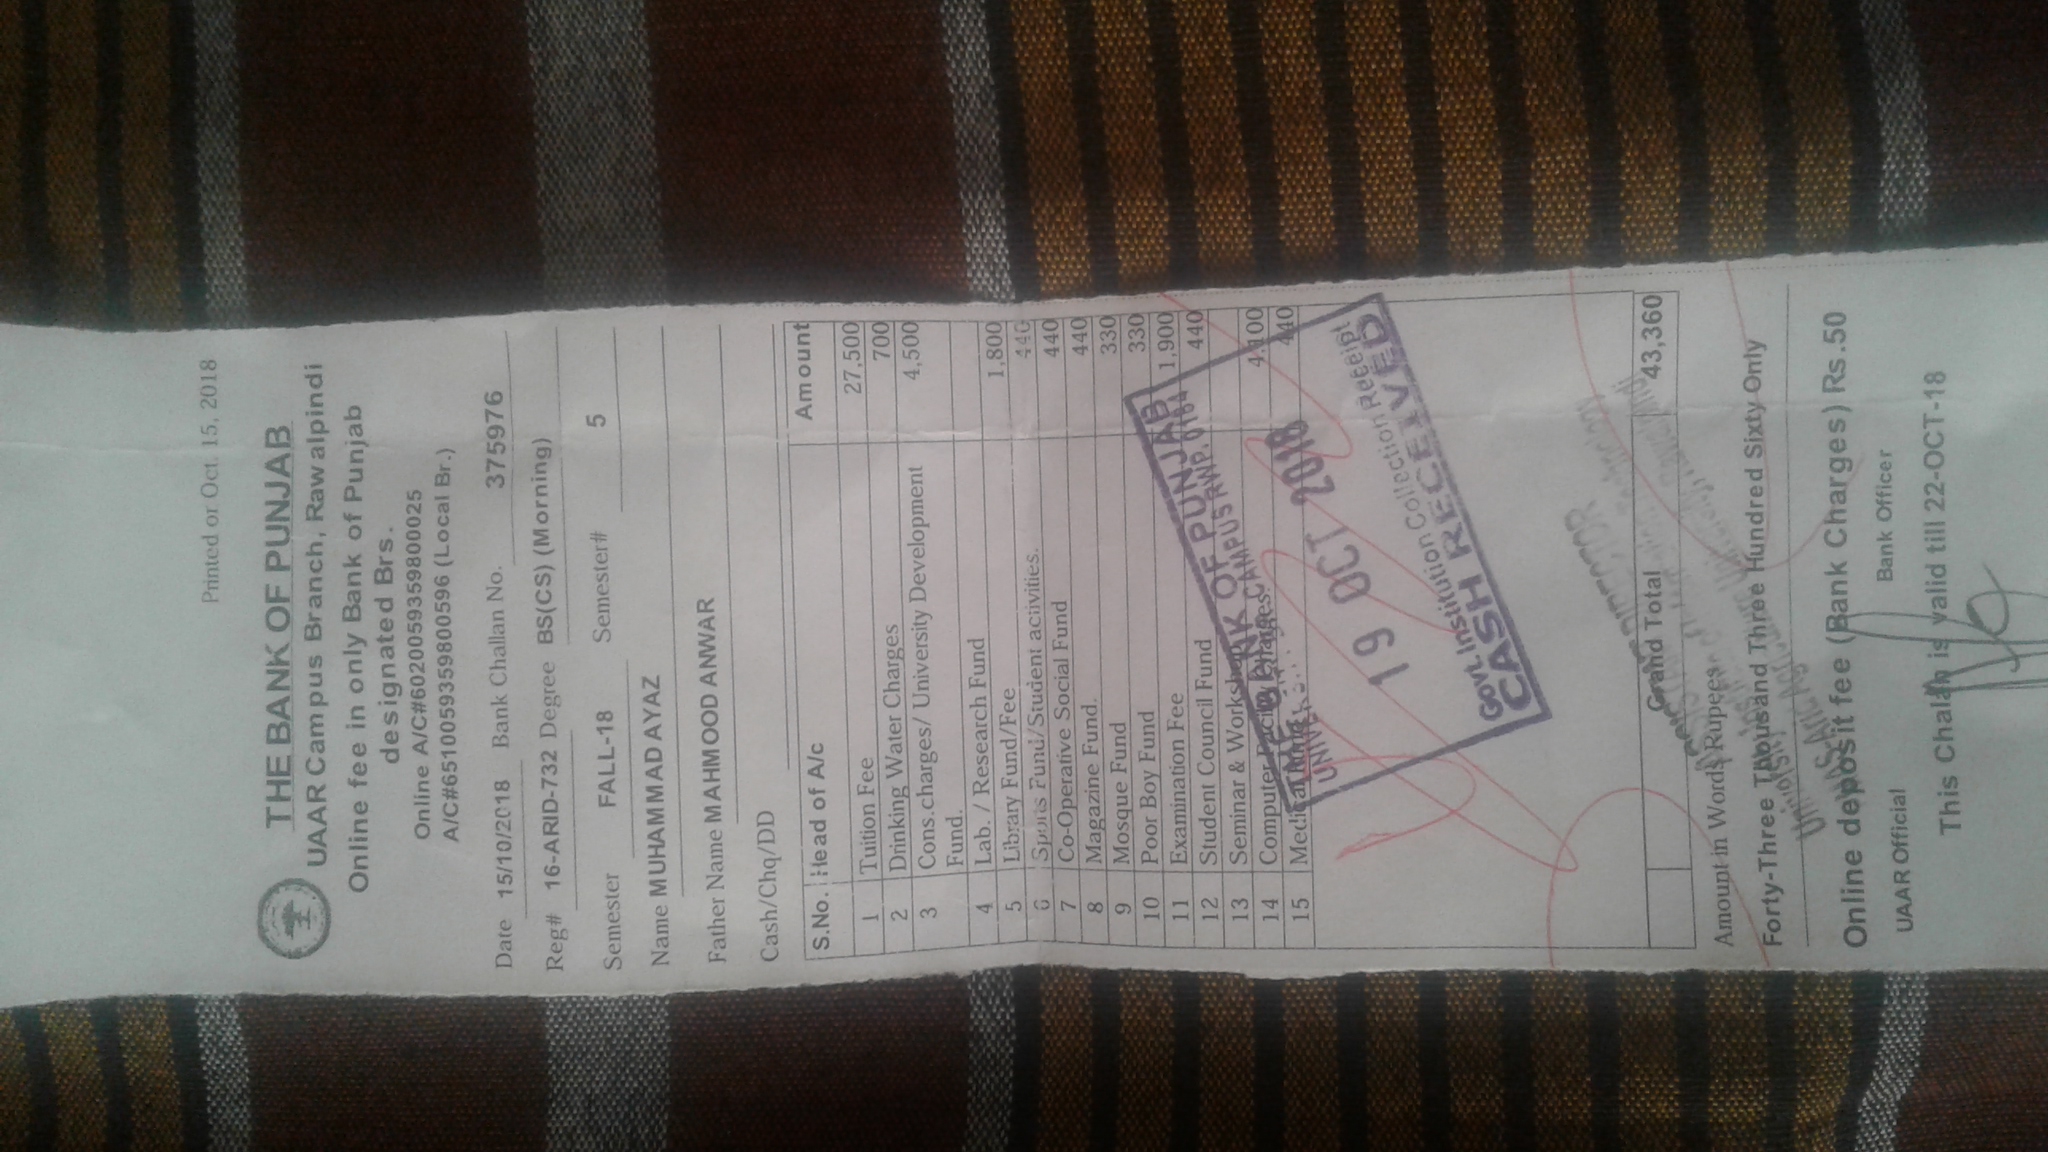 Printed or Oct. 15, 2018
THE BANK OF PUNJAB
UAAR Campus Branch, Rawalpindi
Online fee in only Bank of Punjab
designated Brs.
Online A/C#6020059359800025
A/C#6510059359800596 (Local Br.)
Date 15/10/2018 Bank Challan No. 375976
Reg# 16-ARID-732 Degree BS(CS) (Morning)
Semester FALL-18 Semester# 5
Name MUHAMMAD AYAZ
Father Name MAHMOOD ANWAR
Cash/Chq/DD
S.No. Head of A/c Amount
1 Tuition Fee 27,500
2 Drinking Water Charges 700
3 Cons.charges/ University Development 4,500
Fund.
4 Lab. / Research Fund
5 Library Fund/Fee 1,800
6 Sports Fund/Student activities. 440
7 Co-Operative Social Fund 440
8 Magazine Fund. 440
9 Mosque Fund 330
10 Poor Boy Fund 330
11 Examination Fee 1,900
12 Student Council Fund 440
13 Seminar & Workshop
14 Computer Facility Charges. 4,100
15 Medical Fund. 440
THE BANK OF PUNJAB
UNIVERSITY CAMPUS RWP. 0184
19 OCT 2018
Govt. Institution Collection Receipt
CASH RECEIVED
Grand Total 43,360
ASSISTANT DIRECTOR
University Institute of Information Technology
PMAS-Arid Agriculture University, Rawalpindi
Amount in Words Rupees
Forty-Three Thousand Three Hundred Sixty Only
Online deposit fee (Bank Charges) Rs.50
UAAR Official Bank Officer
This Chalan is valid till 22-OCT-18